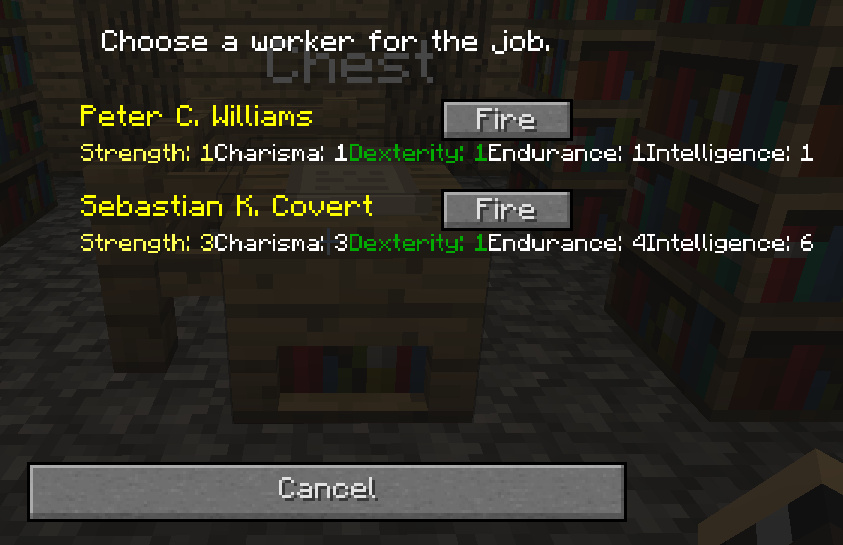 Choose a worker for the job.
Chest
Peter C. Williams
Fire
Strength: 1Charisma: 1Dexterity: 1Endurance: 1Intelligence: 1
Sebastian K. Covert
Fire
Strength: 3Charisma: 3Dexterity: 1Endurance: 4Intelligence: 6
Cancel